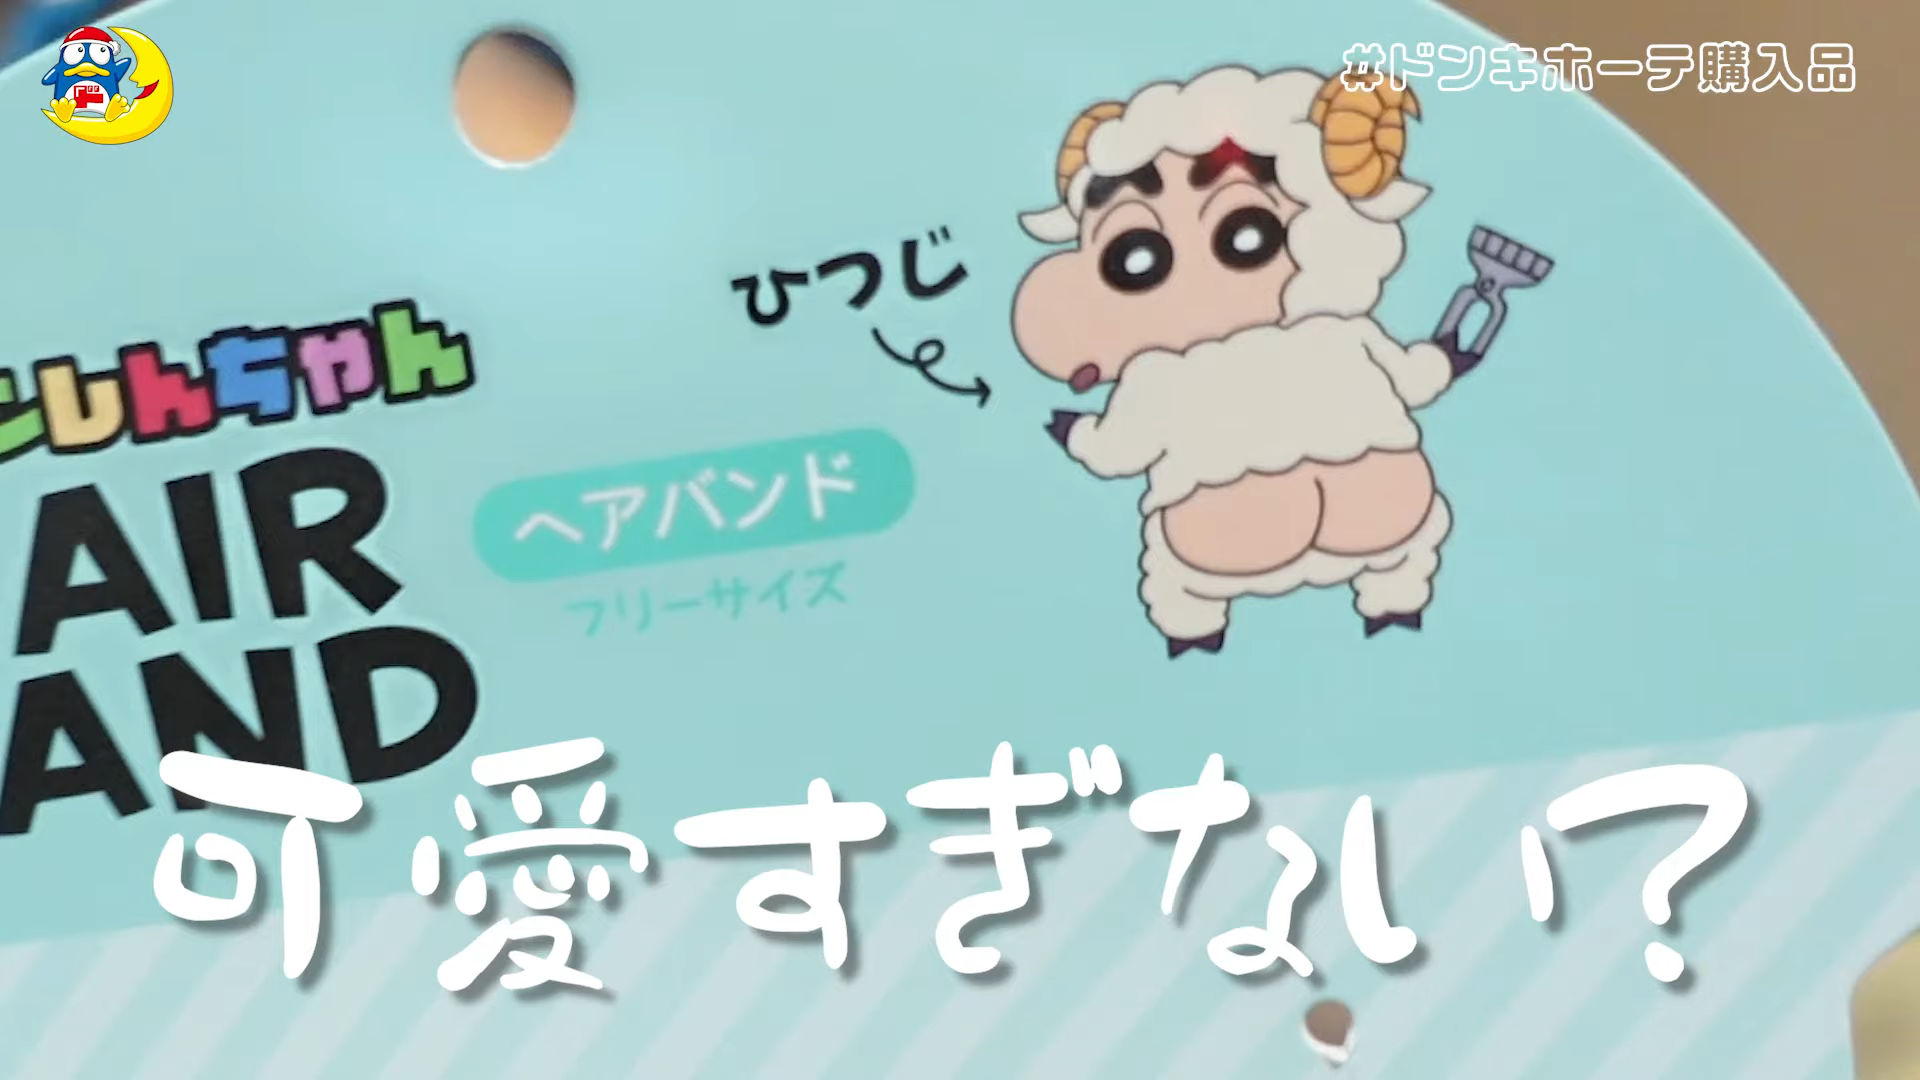 #ドンキホーテ購入品
ひつじ
しんちゃん
AIR
AND
ヘアバンド
フリーサイズ
可愛すぎない?